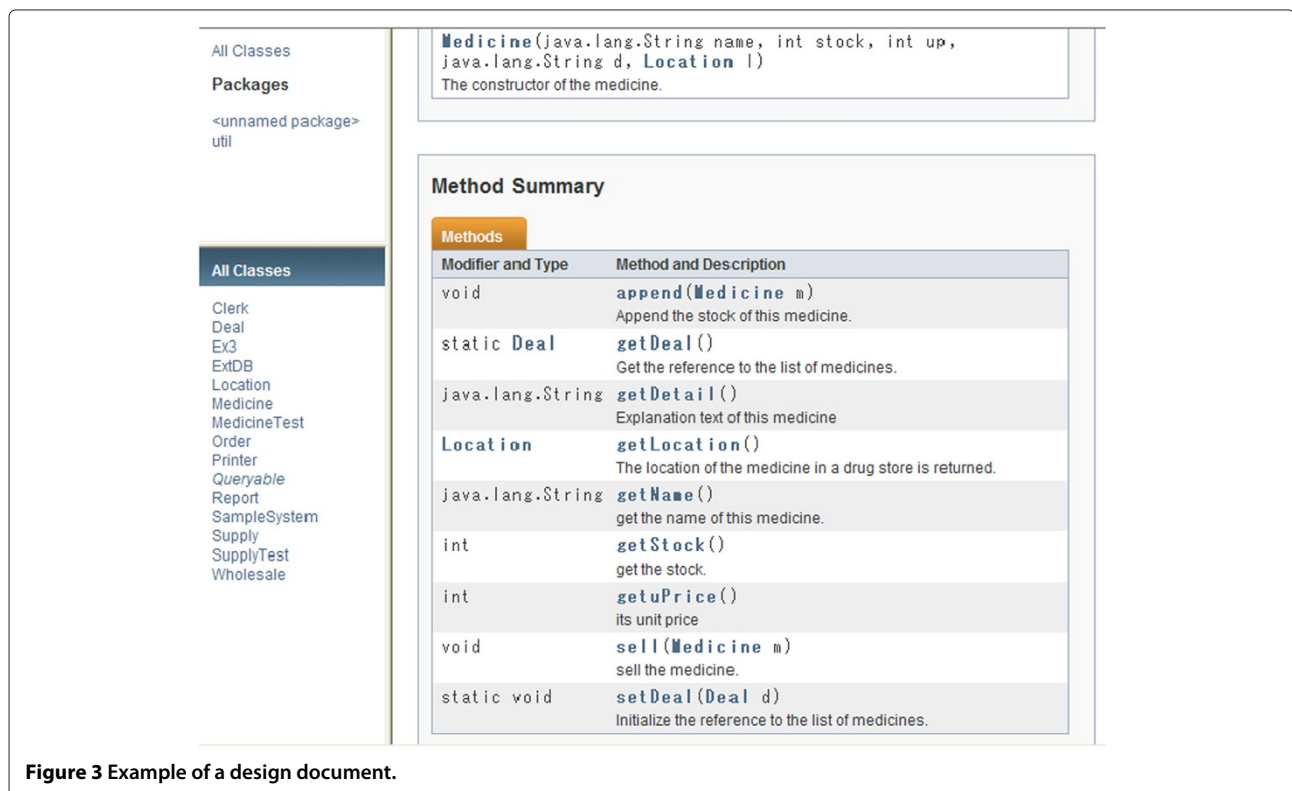 All Classes
Packages
<unnamed package>
util
All Classes
Clerk
Deal
Ex3
ExtDB
Location
Medicine
MedicineTest
Order
Printer
Queryable
Report
SampleSystem
Supply
SupplyTest
Wholesale
Medicine(java.lang.String name, int stock, int up,
java.lang.String d, Location l)
The constructor of the medicine.
Method Summary
Methods
Modifier and Type Method and Description
void append(Medicine m)
Append the stock of this medicine.
static Deal getDeal()
Get the reference to the list of medicines.
java.lang.String getDetail()
Explanation text of this medicine
Location getLocation()
The location of the medicine in a drug store is returned.
java.lang.String getName()
get the name of this medicine.
int getStock()
get the stock.
int getuPrice()
its unit price
void sell(Medicine m)
sell the medicine.
static void setDeal(Deal d)
Initialize the reference to the list of medicines.
Figure 3 Example of a design document.